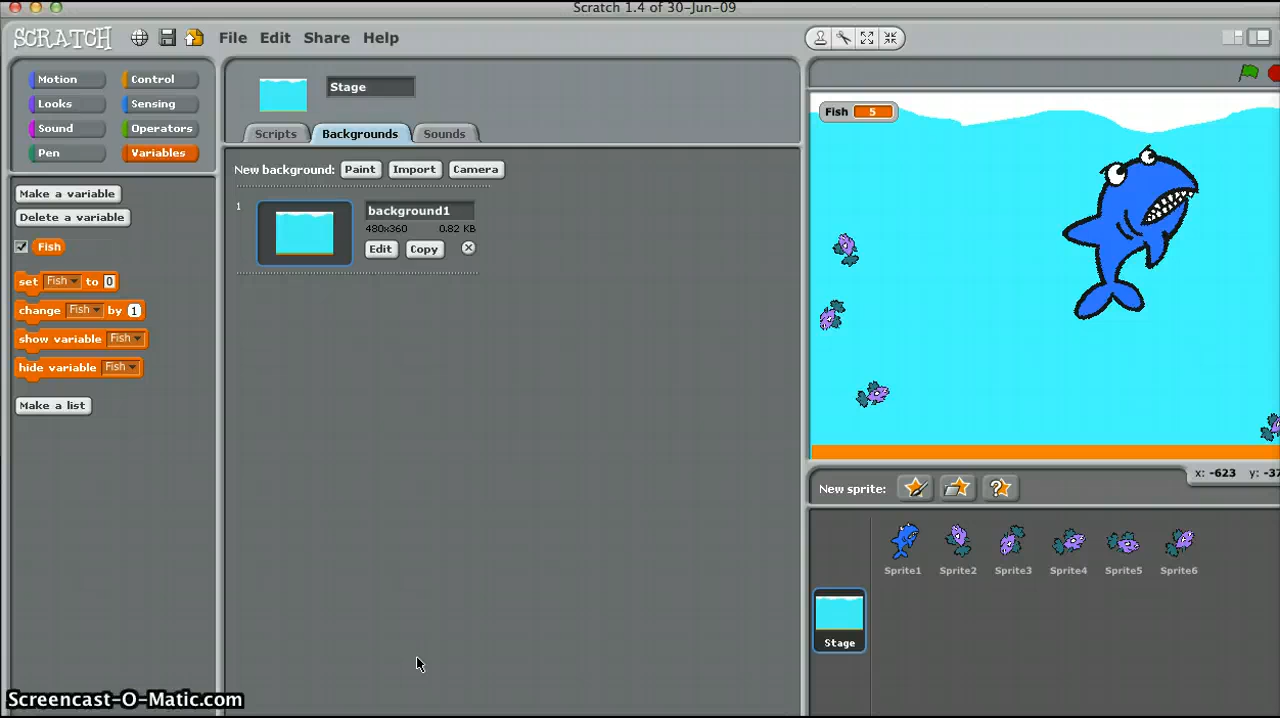 Scratch 1.4 of 30-Jun-09
SCRATCH File Edit Share Help
Motion Control
Looks Sensing
Sound Operators
Pen Variables
Make a variable
Delete a variable
Fish
set Fish to 0
change Fish by 1
show variable Fish
hide variable Fish
Make a list
Stage
Scripts Backgrounds Sounds
New background: Paint Import Camera
1 background1
480x360 0.82 KB
Edit Copy
Fish 5
x: -623
New sprite:
Sprite1 Sprite2 Sprite3 Sprite4 Sprite5 Sprite6
Stage
Screencast-O-Matic.com